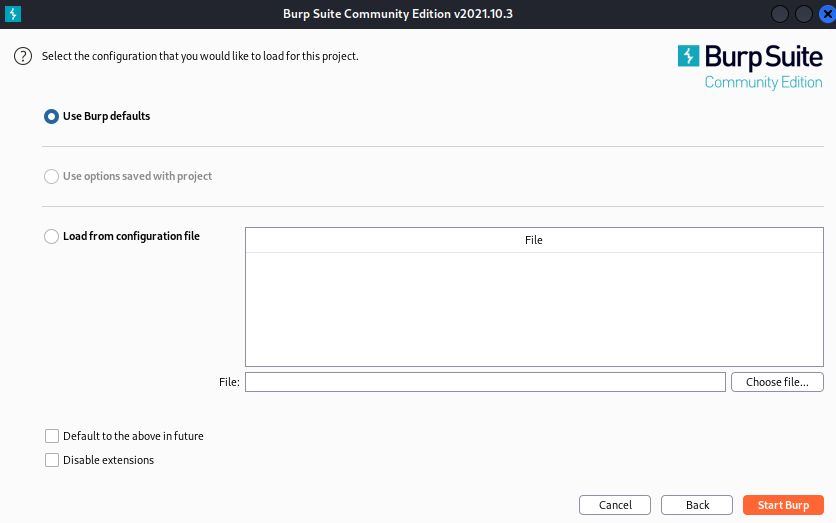 Burp Suite Community Edition v2021.10.3
? Select the configuration that you would like to load for this project.
Burp Suite
Community Edition
Use Burp defaults
Use options saved with project
Load from configuration file
File
File:
Choose file...
Default to the above in future
Disable extensions
Cancel
Back
Start Burp